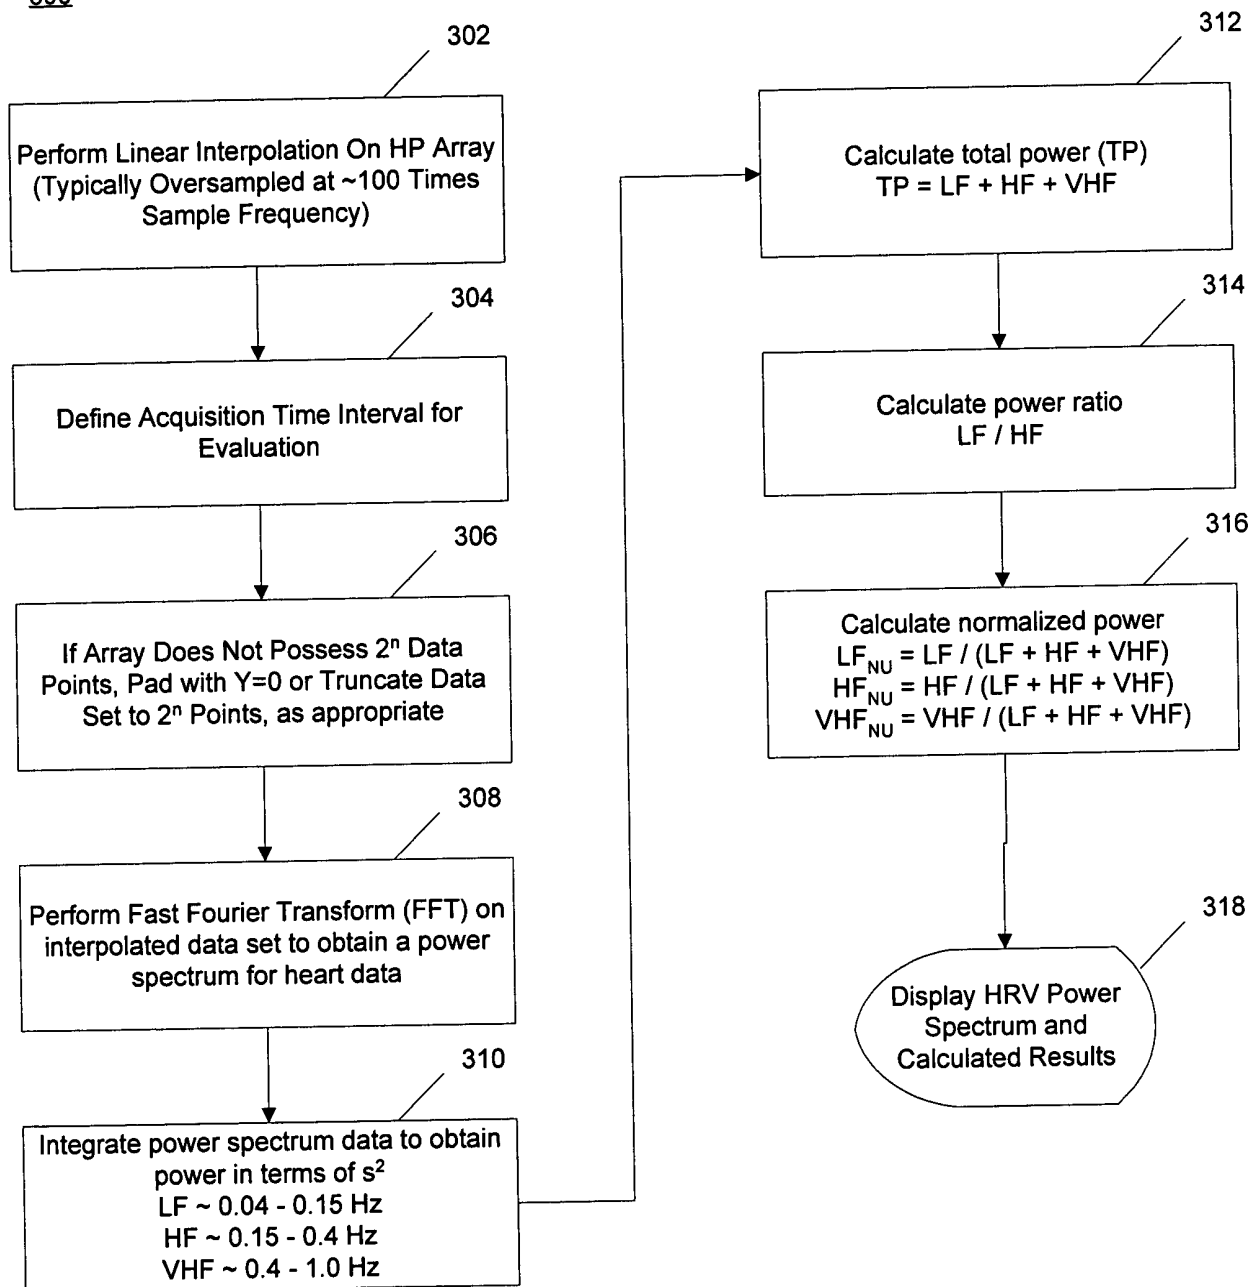 302
Perform Linear Interpolation On HP Array
(Typically Oversampled at ~100 Times
Sample Frequency)
304
Define Acquisition Time Interval for
Evaluation
306
If Array Does Not Possess 2ⁿ Data
Points, Pad with Y=0 or Truncate Data
Set to 2ⁿ Points, as appropriate
308
Perform Fast Fourier Transform (FFT) on
interpolated data set to obtain a power
spectrum for heart data
310
Integrate power spectrum data to obtain
power in terms of s²
LF ~ 0.04 - 0.15 Hz
HF ~ 0.15 - 0.4 Hz
VHF ~ 0.4 - 1.0 Hz
312
Calculate total power (TP)
TP = LF + HF + VHF
314
Calculate power ratio
LF / HF
316
Calculate normalized power
LF_NU = LF / (LF + HF + VHF)
HF_NU = HF / (LF + HF + VHF)
VHF_NU = VHF / (LF + HF + VHF)
318
Display HRV Power
Spectrum and
Calculated Results